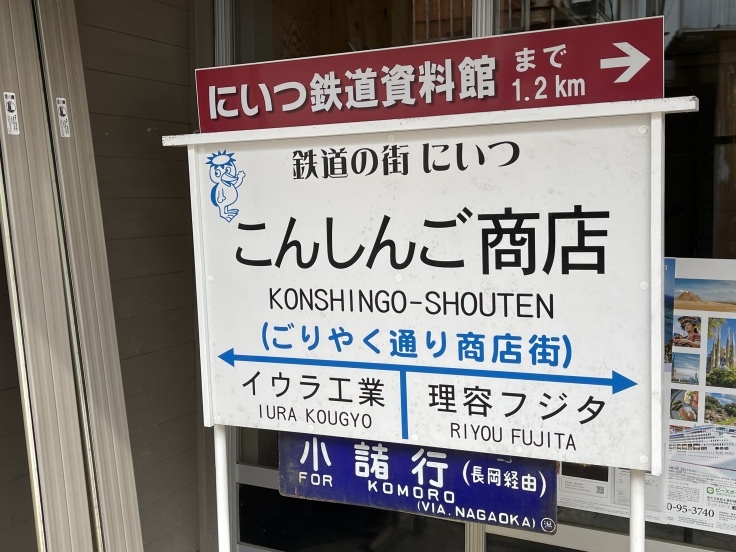 にいつ鉄道資料館 まで 1.2 km →
鉄道の街 にいつ
こんしんご商店
KONSHINGO-SHOUTEN
(ごりやく通り商店街)
イウラ工業 理容フジタ
IURA KOUGYO RIYOU FUJITA
小諸行 (長岡経由)
FOR KOMORO
(VIA. NAGAOKA)
0-95-3740